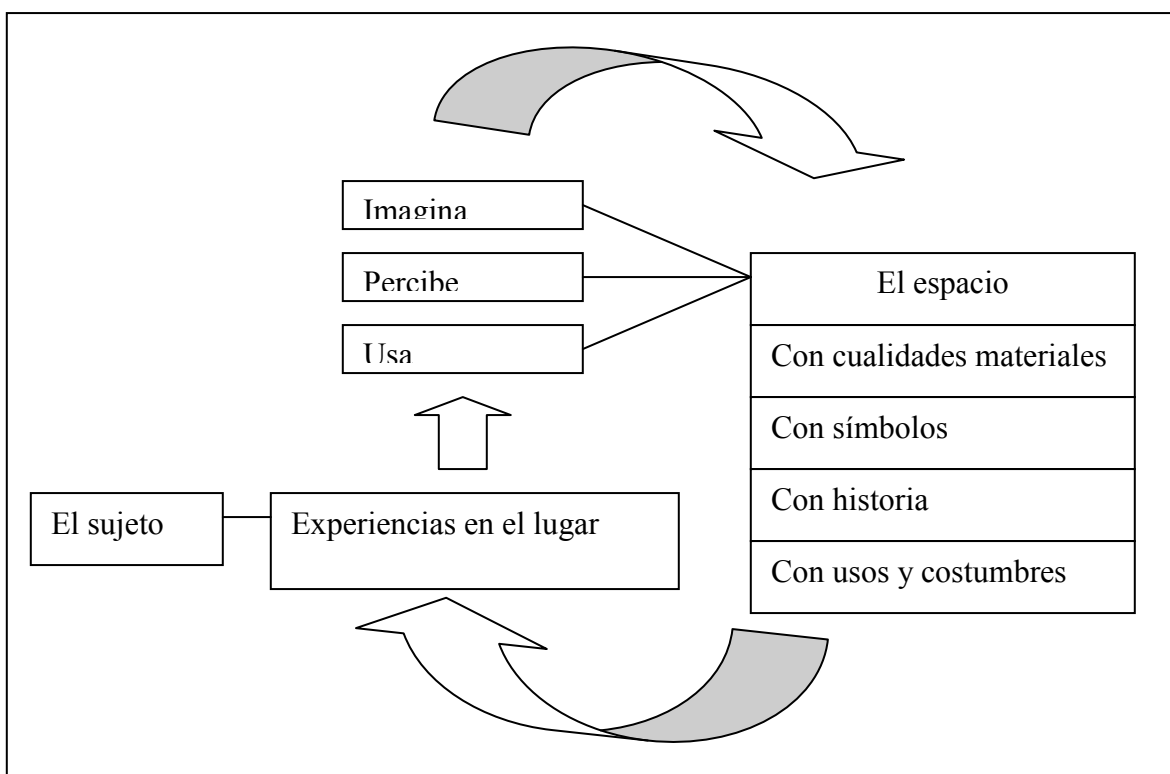 Imagina
Percibe
Usa
El espacio
Con cualidades materiales
Con símbolos
Con historia
Con usos y costumbres
El sujeto
Experiencias en el lugar